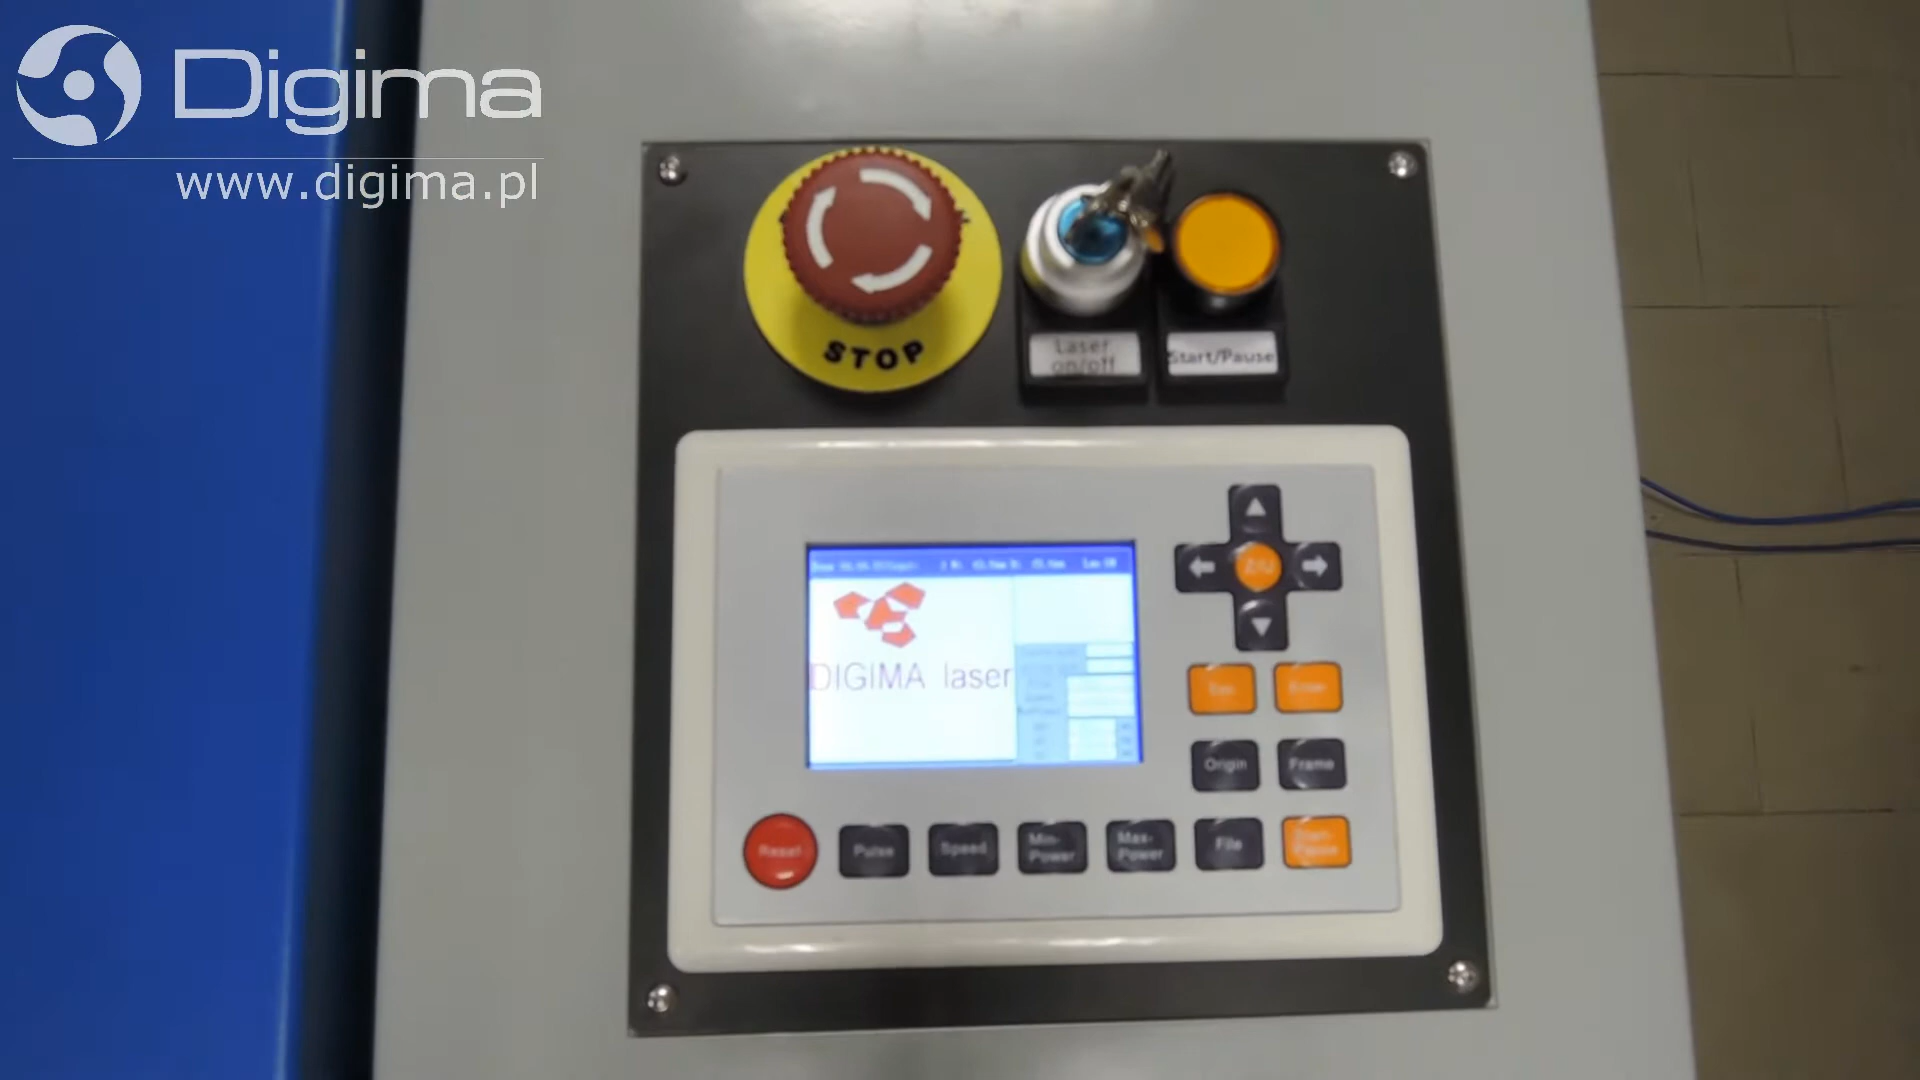 Digima
www.digima.pl
STOP
Laser
on/off
Start/Pause
DIGIMA laser
Z/U
Esc
Enter
Origin
Frame
Reset
Pulse
Speed
Min-
Power
Max-
Power
File
Start-
Pause